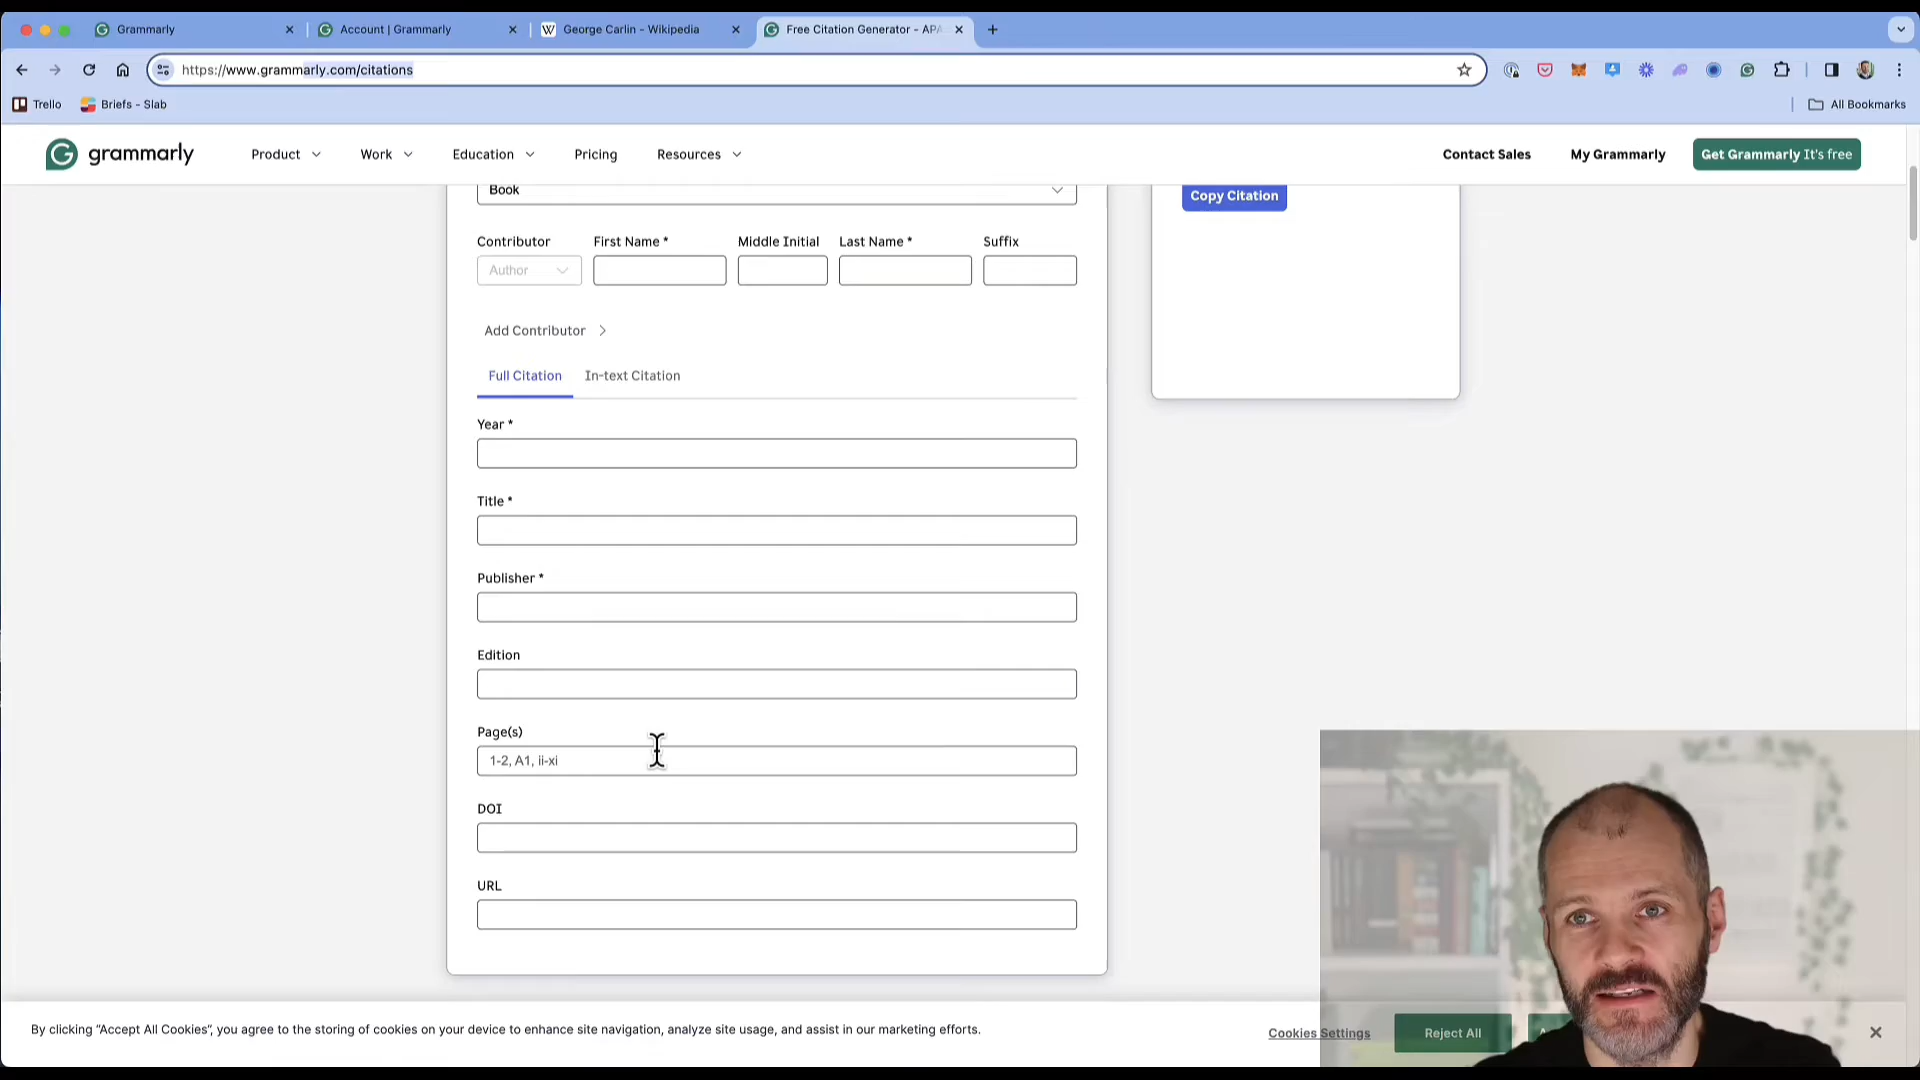 Grammarly
Account | Grammarly
George Carlin - Wikipedia
Free Citation Generator - APA
https://www.grammarly.com/citations
Trello
Briefs - Slab
All Bookmarks
grammarly
Product
Work
Education
Pricing
Resources
Contact Sales
My Grammarly
Get Grammarly It's free
Book
Copy Citation
Contributor
First Name *
Middle Initial
Last Name *
Suffix
Author
Add Contributor
Full Citation
In-text Citation
Year *
Title *
Publisher *
Edition
Page(s)
1-2, A1, ii-xi
DOI
URL
By clicking “Accept All Cookies”, you agree to the storing of cookies on your device to enhance site navigation, analyze site usage, and assist in our marketing efforts.
Cookies Settings
Reject All